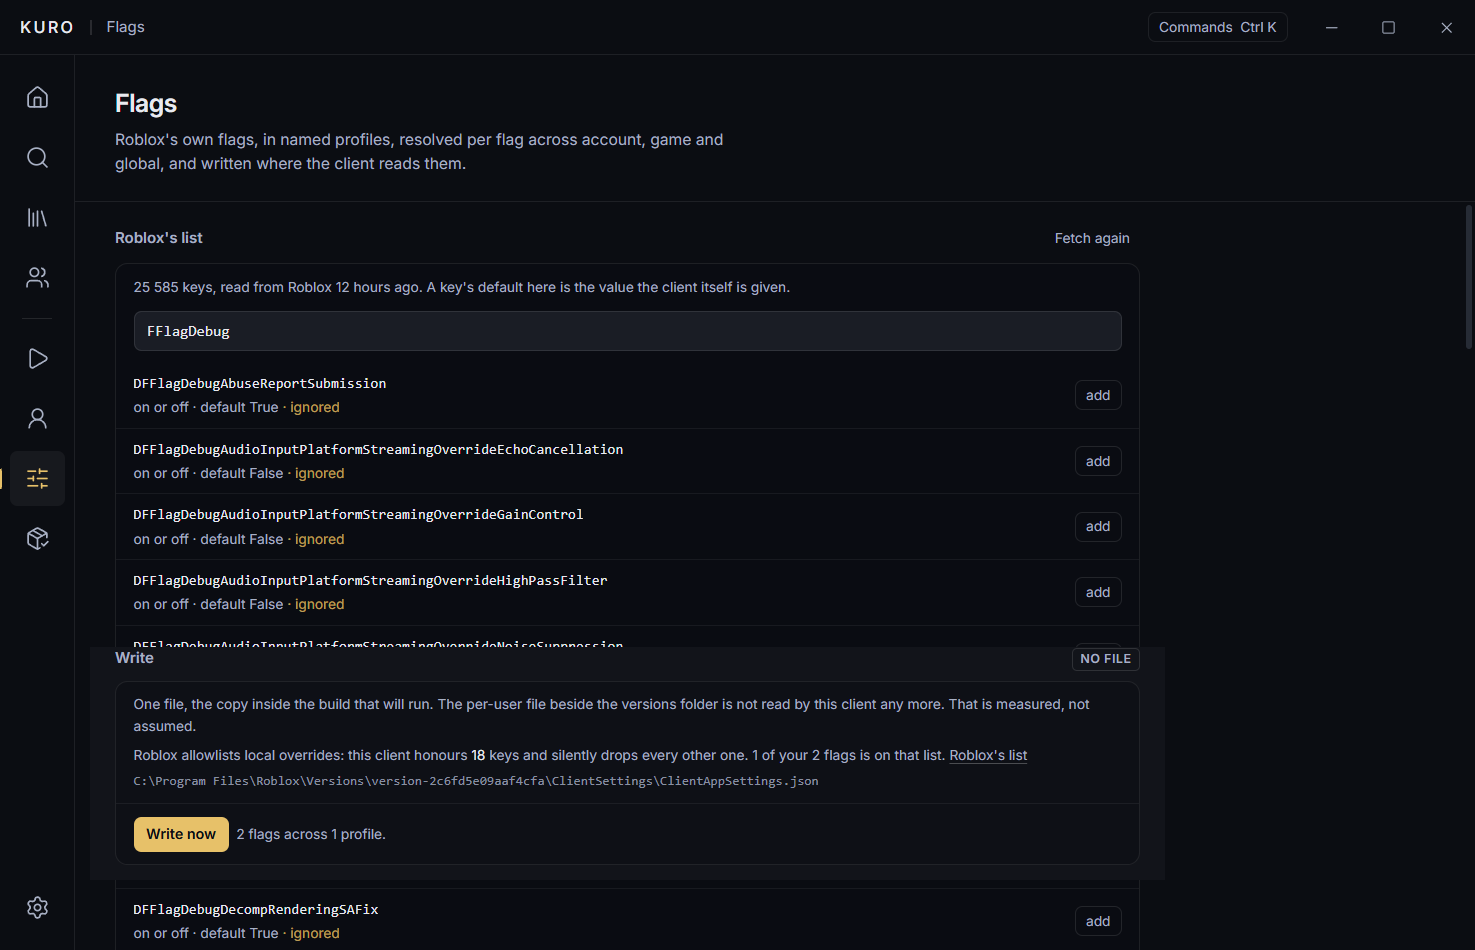 KURO | Flags
Commands Ctrl K
Flags
Roblox's own flags, in named profiles, resolved per flag across account, game and
global, and written where the client reads them.
Roblox's list
Fetch again
25 585 keys, read from Roblox 12 hours ago. A key's default here is the value the client itself is given.
FFlagDebug
DFFlagDebugAbuseReportSubmission
on or off · default True · ignored
add
DFFlagDebugAudioInputPlatformStreamingOverrideEchoCancellation
on or off · default False · ignored
add
DFFlagDebugAudioInputPlatformStreamingOverrideGainControl
on or off · default False · ignored
add
DFFlagDebugAudioInputPlatformStreamingOverrideHighPassFilter
on or off · default False · ignored
add
DFFlagDebugAudioInputPlatformStreamingOverrideNoiseSuppression
Write
NO FILE
One file, the copy inside the build that will run. The per-user file beside the versions folder is not read by this client any more. That is measured, not
assumed.
Roblox allowlists local overrides: this client honours 18 keys and silently drops every other one. 1 of your 2 flags is on that list. Roblox's list
C:\Program Files\Roblox\Versions\version-2c6fd5e09aaf4cfa\ClientSettings\ClientAppSettings.json
Write now
2 flags across 1 profile.
DFFlagDebugDecompRenderingSAFix
on or off · default True · ignored
add